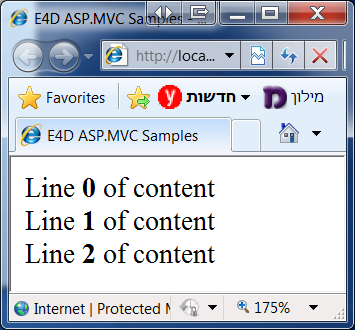 E4D ASP.MVC Samples - ...
http://loca...
Favorites
חדשות
מילון
E4D ASP.MVC Samples
Line 0 of content
Line 1 of content
Line 2 of content
Internet | Protected M
175%